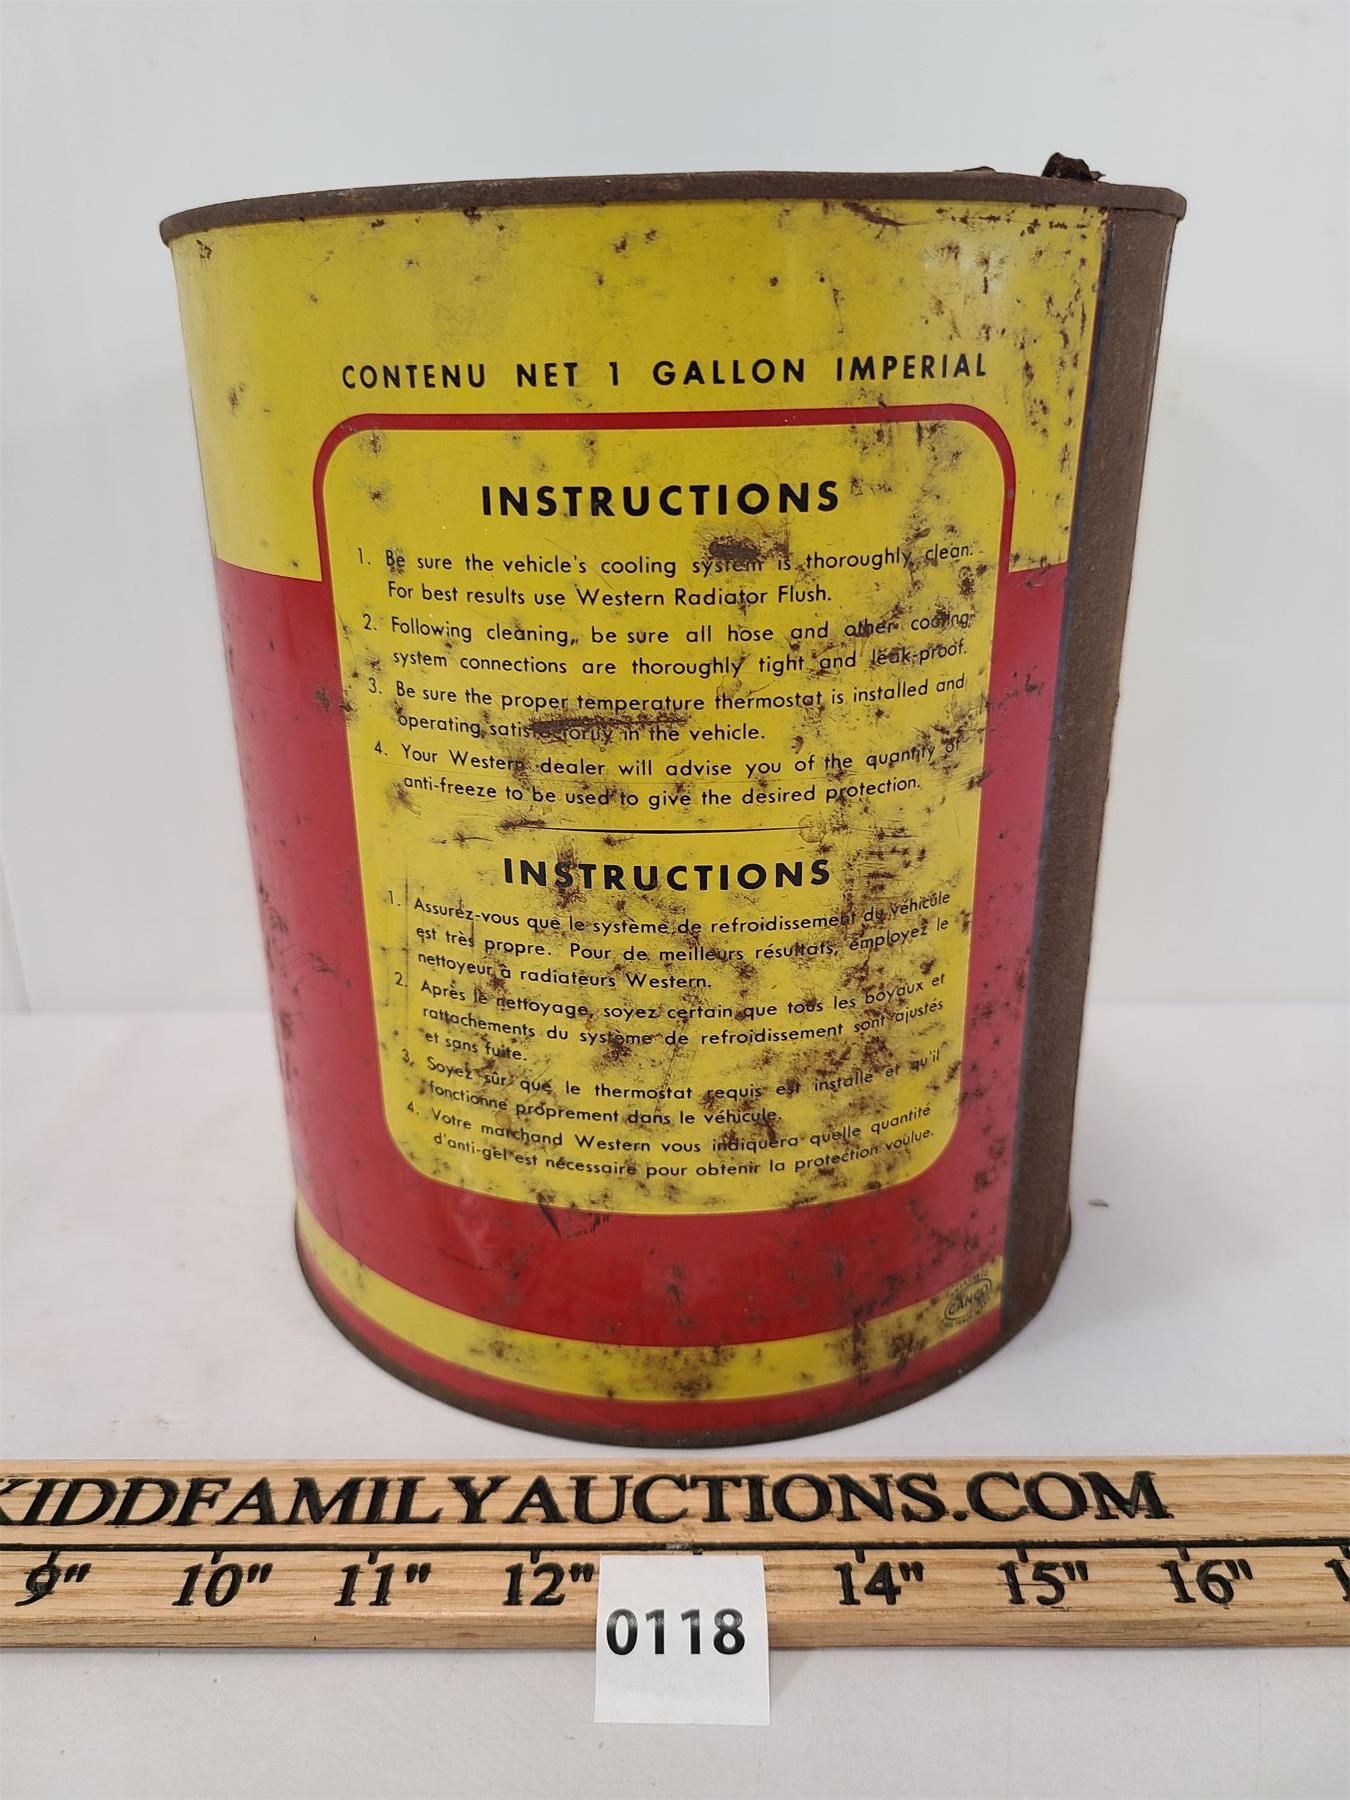 CONTENU NET 1 GALLON IMPERIAL
INSTRUCTIONS
1. Be sure the vehicle's cooling system is thoroughly clean.
For best results use Western Radiator Flush.
2. Following cleaning, be sure all hose and other cooling
system connections are thoroughly tight and leak-proof.
3. Be sure the proper temperature thermostat is installed and
operating satisfactorily in the vehicle.
4. Your Western dealer will advise you of the quantity of
anti-freeze to be used to give the desired protection.
INSTRUCTIONS
1. Assurez-vous que le système de refroidissement du véhicule
est très propre. Pour de meilleurs résultats, employez le
nettoyeur à radiateurs Western.
2. Après le nettoyage, soyez certain que tous les boyaux et
rattachements du système de refroidissement sont ajustés
et sans fuite.
3. Soyez sûr que le thermostat requis est installé et qu'il
fonctionne proprement dans le véhicule.
4. Votre marchand Western vous indiquera quelle quantité
d'anti-gel est nécessaire pour obtenir la protection voulue.
CANCO
KIDDFAMILYAUCTIONS.COM
9" 10" 11" 12" 14" 15" 16"
0118